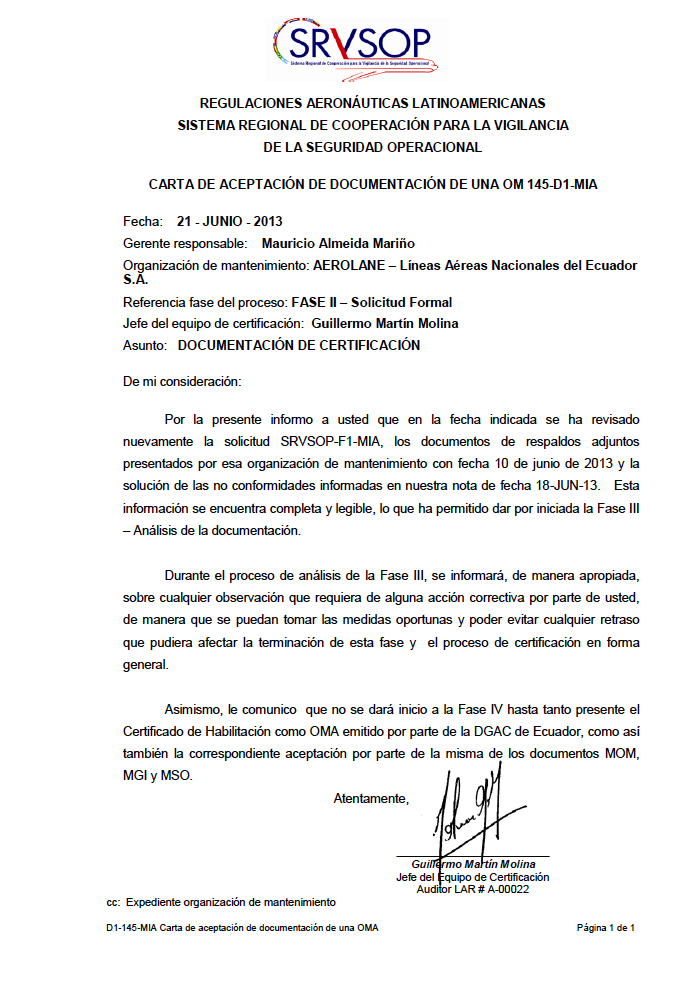 SRVSOP
Sistema Regional de Cooperación para la Vigilancia de la Seguridad Operacional
REGULACIONES AERONÁUTICAS LATINOAMERICANAS
SISTEMA REGIONAL DE COOPERACIÓN PARA LA VIGILANCIA
DE LA SEGURIDAD OPERACIONAL
CARTA DE ACEPTACIÓN DE DOCUMENTACIÓN DE UNA OM 145-D1-MIA
Fecha: 21 - JUNIO - 2013
Gerente responsable: Mauricio Almeida Mariño
Organización de mantenimiento: AEROLANE – Líneas Aéreas Nacionales del Ecuador
S.A.
Referencia fase del proceso: FASE II – Solicitud Formal
Jefe del equipo de certificación: Guillermo Martín Molina
Asunto: DOCUMENTACIÓN DE CERTIFICACIÓN
De mi consideración:
Por la presente informo a usted que en la fecha indicada se ha revisado
nuevamente la solicitud SRVSOP-F1-MIA, los documentos de respaldos adjuntos
presentados por esa organización de mantenimiento con fecha 10 de junio de 2013 y la
solución de las no conformidades informadas en nuestra nota de fecha 18-JUN-13. Esta
información se encuentra completa y legible, lo que ha permitido dar por iniciada la Fase III
– Análisis de la documentación.
Durante el proceso de análisis de la Fase III, se informará, de manera apropiada,
sobre cualquier observación que requiera de alguna acción correctiva por parte de usted,
de manera que se puedan tomar las medidas oportunas y poder evitar cualquier retraso
que pudiera afectar la terminación de esta fase y el proceso de certificación en forma
general.
Asimismo, le comunico que no se dará inicio a la Fase IV hasta tanto presente el
Certificado de Habilitación como OMA emitido por parte de la DGAC de Ecuador, como así
también la correspondiente aceptación por parte de la misma de los documentos MOM,
MGI y MSO.
Atentamente,
Guillermo Martín Molina
Jefe del Equipo de Certificación
Auditor LAR # A-00022
cc: Expediente organización de mantenimiento
D1-145-MIA Carta de aceptación de documentación de una OMA Página 1 de 1